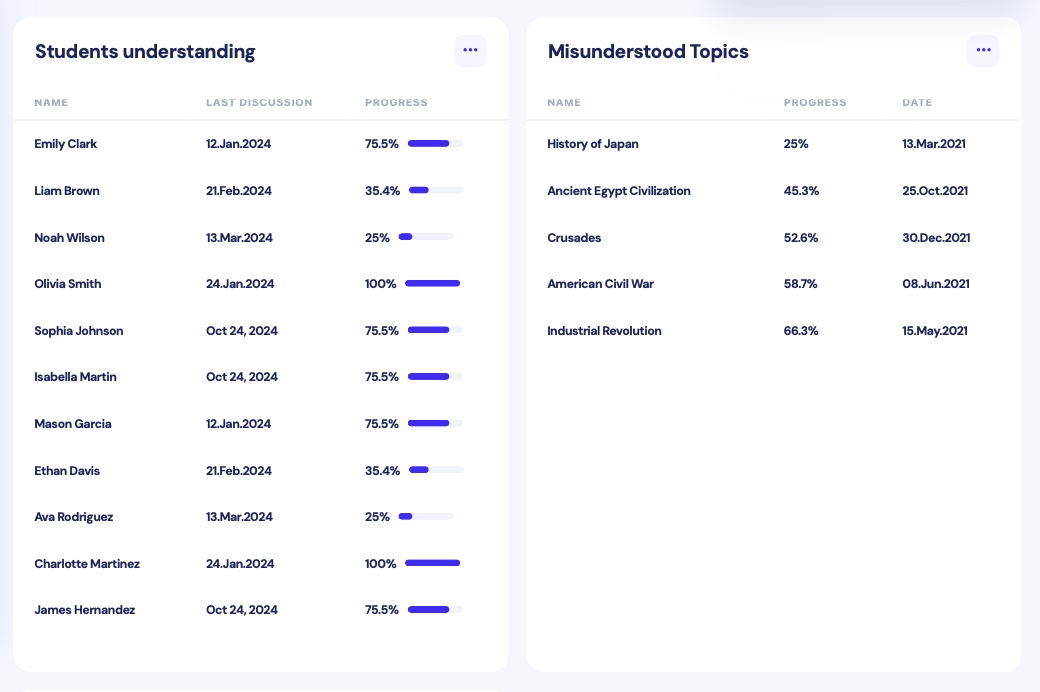 Students understanding
NAME LAST DISCUSSION PROGRESS
Emily Clark 12.Jan.2024 75.5%
Liam Brown 21.Feb.2024 35.4%
Noah Wilson 13.Mar.2024 25%
Olivia Smith 24.Jan.2024 100%
Sophia Johnson Oct 24, 2024 75.5%
Isabella Martin Oct 24, 2024 75.5%
Mason Garcia 12.Jan.2024 75.5%
Ethan Davis 21.Feb.2024 35.4%
Ava Rodriguez 13.Mar.2024 25%
Charlotte Martinez 24.Jan.2024 100%
James Hernandez Oct 24, 2024 75.5%
Misunderstood Topics
NAME PROGRESS DATE
History of Japan 25% 13.Mar.2021
Ancient Egypt Civilization 45.3% 25.Oct.2021
Crusades 52.6% 30.Dec.2021
American Civil War 58.7% 08.Jun.2021
Industrial Revolution 66.3% 15.May.2021